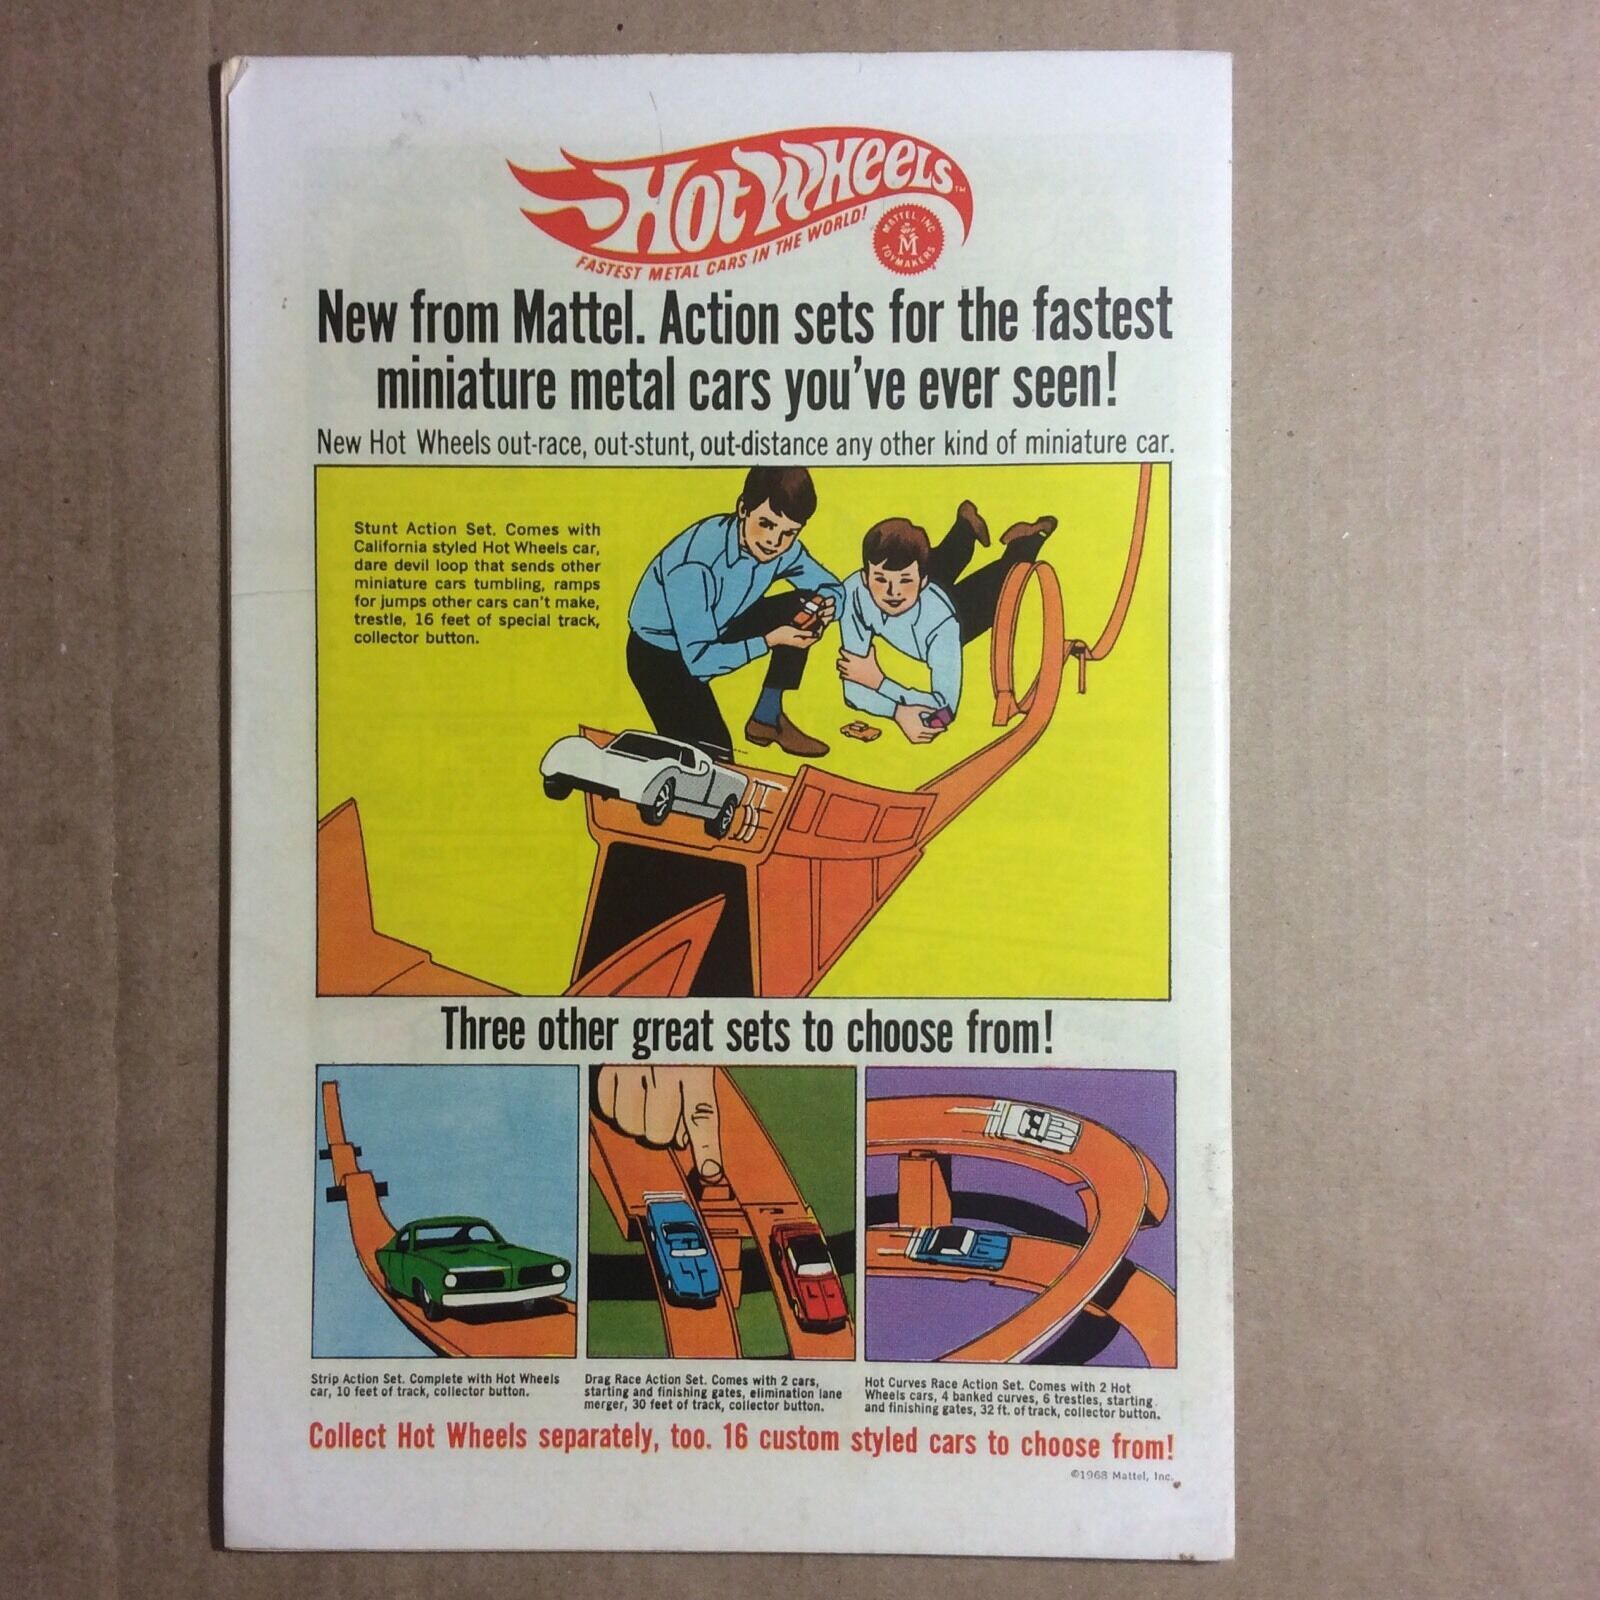 HOT WHEELS™
FASTEST METAL CARS IN THE WORLD!
MATTEL, INC.
M
TOYMAKERS
New from Mattel. Action sets for the fastest
miniature metal cars you've ever seen!
New Hot Wheels out-race, out-stunt, out-distance any other kind of miniature car.
Stunt Action Set. Comes with
California styled Hot Wheels car,
dare devil loop that sends other
miniature cars tumbling, ramps
for jumps other cars can't make,
trestle, 16 feet of special track,
collector button.
Three other great sets to choose from!
Strip Action Set. Complete with Hot Wheels
car, 10 feet of track, collector button.
Drag Race Action Set. Comes with 2 cars,
starting and finishing gates, elimination lane
merger, 30 feet of track, collector button.
Hot Curves Race Action Set. Comes with 2 Hot
Wheels cars, 4 banked curves, 6 trestles, starting
and finishing gates, 32 ft. of track, collector button.
Collect Hot Wheels separately, too. 16 custom styled cars to choose from!
©1968 Mattel, Inc.